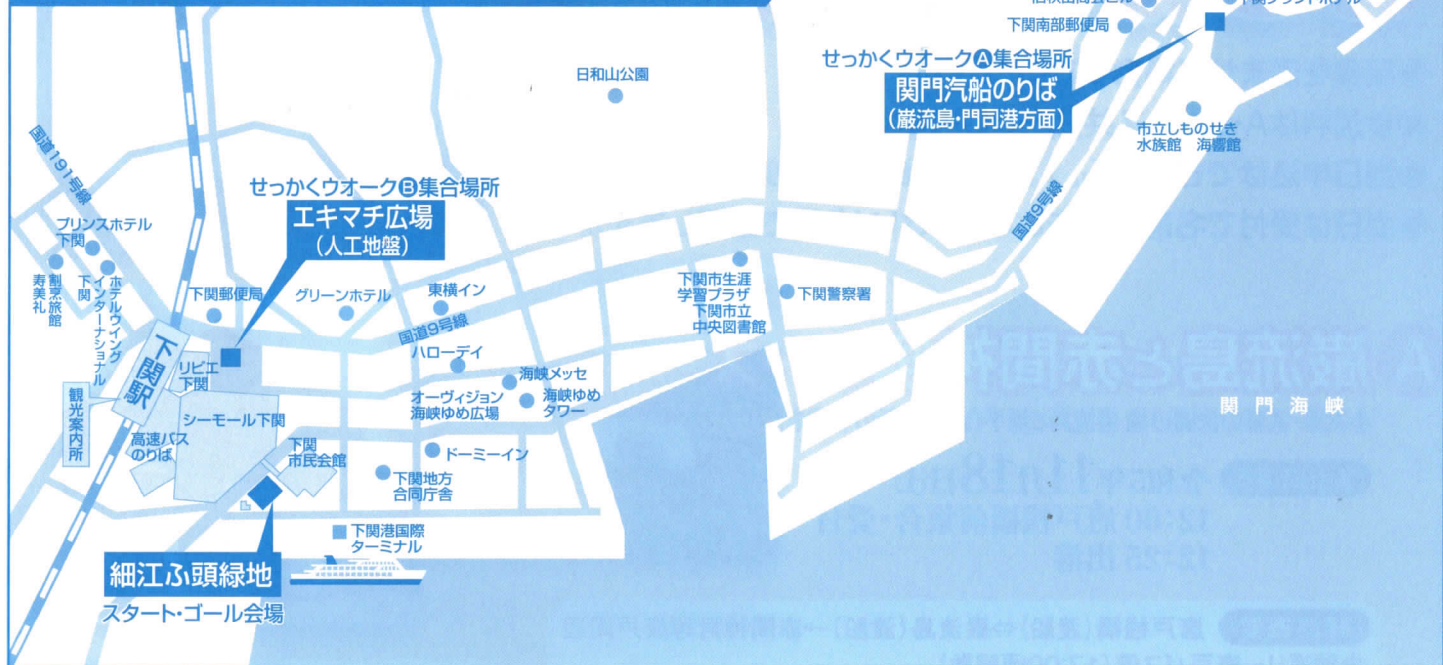 下関南部郵便局
せっかくウオークⒶ集合場所
関門汽船のりば
(巌流島・門司港方面)
日和山公園
市立しものせき
水族館 海響館
国道191号線
せっかくウオークⒷ集合場所
エキマチ広場
(人工地盤)
国道9号線
プリンスホテル
下関
割烹旅館
寿美礼
ホテルウィング
インターナショナル
下関
下関郵便局
グリーンホテル
東横イン
国道9号線
下関市生涯
学習プラザ
下関市立
中央図書館
下関警察署
下関駅
リピエ
下関
ハローデイ
海峡メッセ
オーヴィジョン
海峡ゆめ広場
海峡ゆめ
タワー
関門海峡
観光案内所
シーモール下関
高速バス
のりば
下関
市民会館
ドーミーイン
下関地方
合同庁舎
下関港国際
ターミナル
細江ふ頭緑地
スタート・ゴール会場